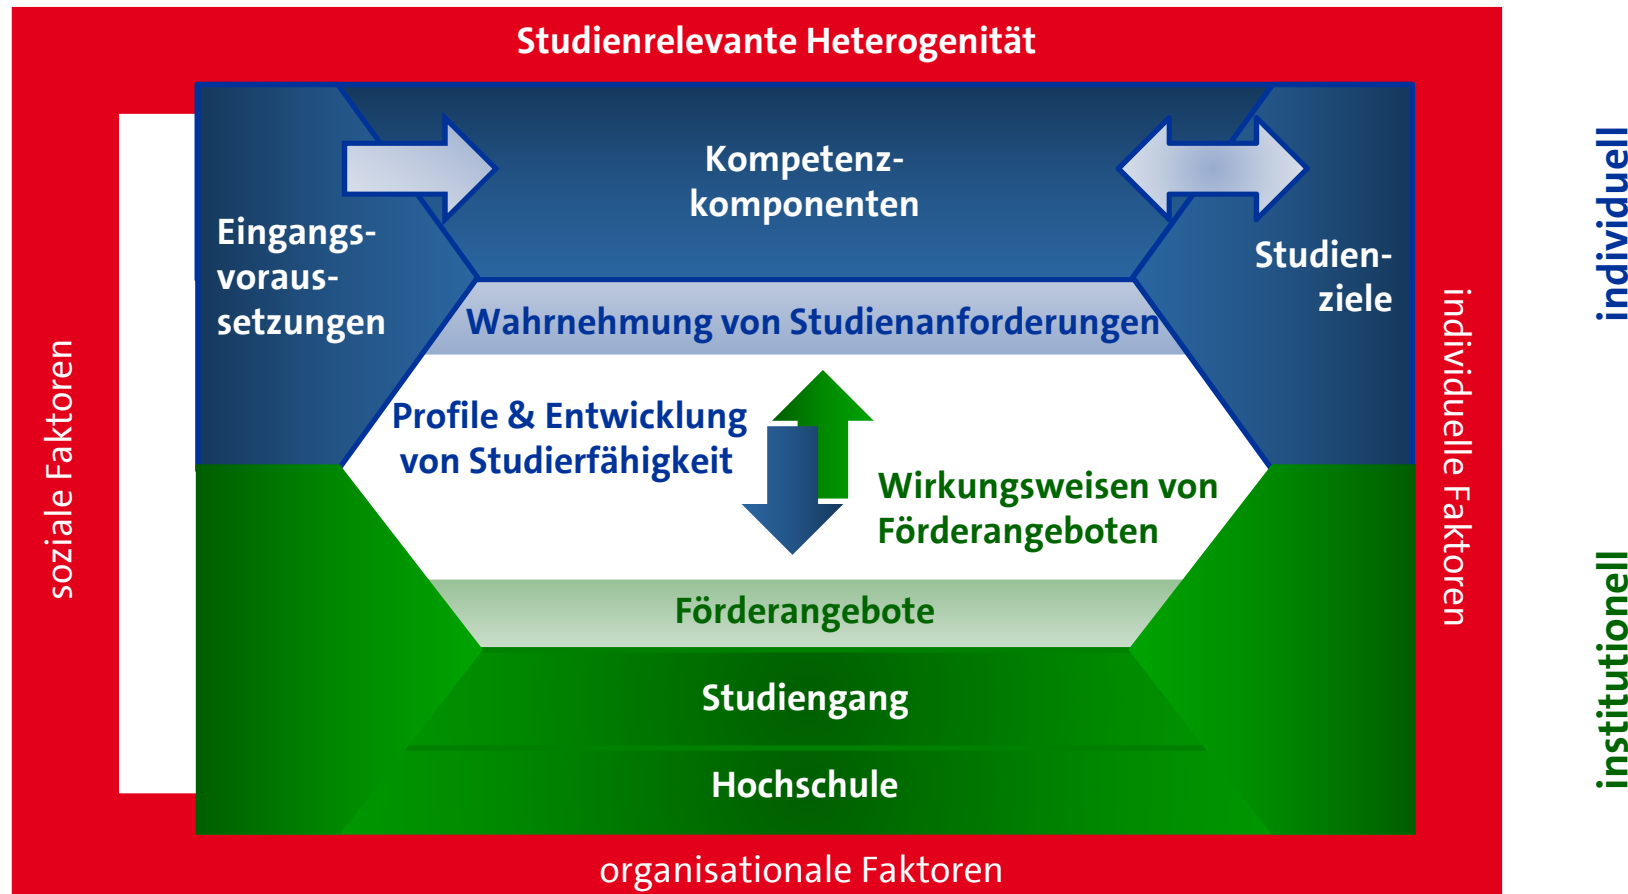 Studienrelevante Heterogenität
Kompetenz-
komponenten
Eingangs-
voraus-
setzungen
Studien-
ziele
Wahrnehmung von Studienanforderungen
Profile & Entwicklung
von Studierfähigkeit
Wirkungsweisen von
Förderangeboten
Förderangebote
Studiengang
Hochschule
soziale Faktoren
individuelle Faktoren
organisationale Faktoren
individuell
institutionell